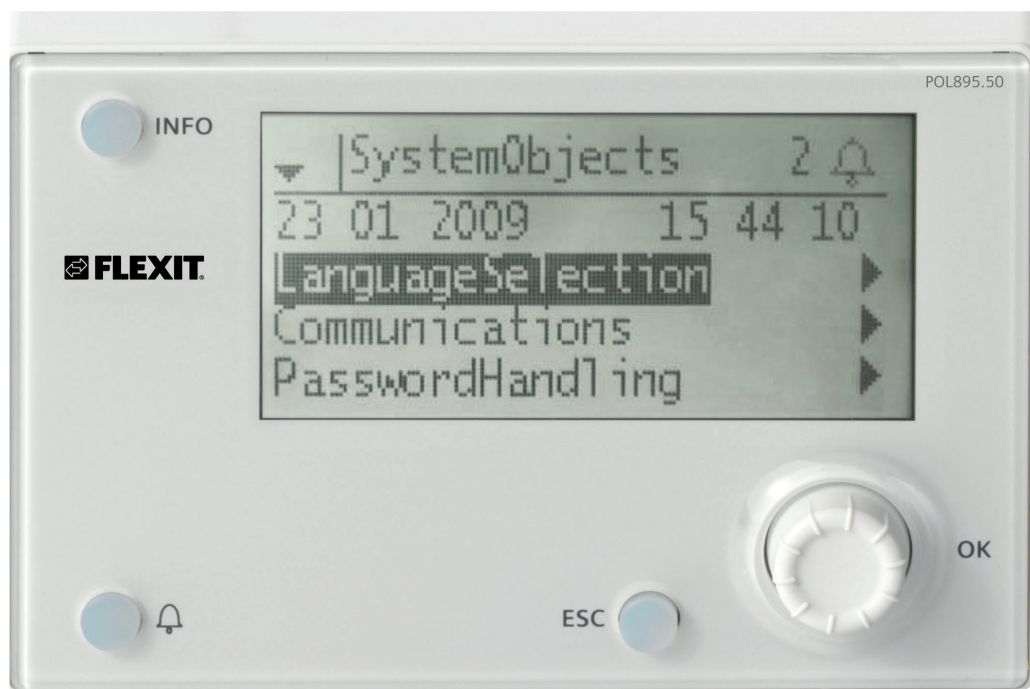 POL895.50
INFO
SystemObjects 2
23 01 2009 15 44 10
FLEXIT.
LanguageSelection
Communications
PasswordHandling
OK
ESC